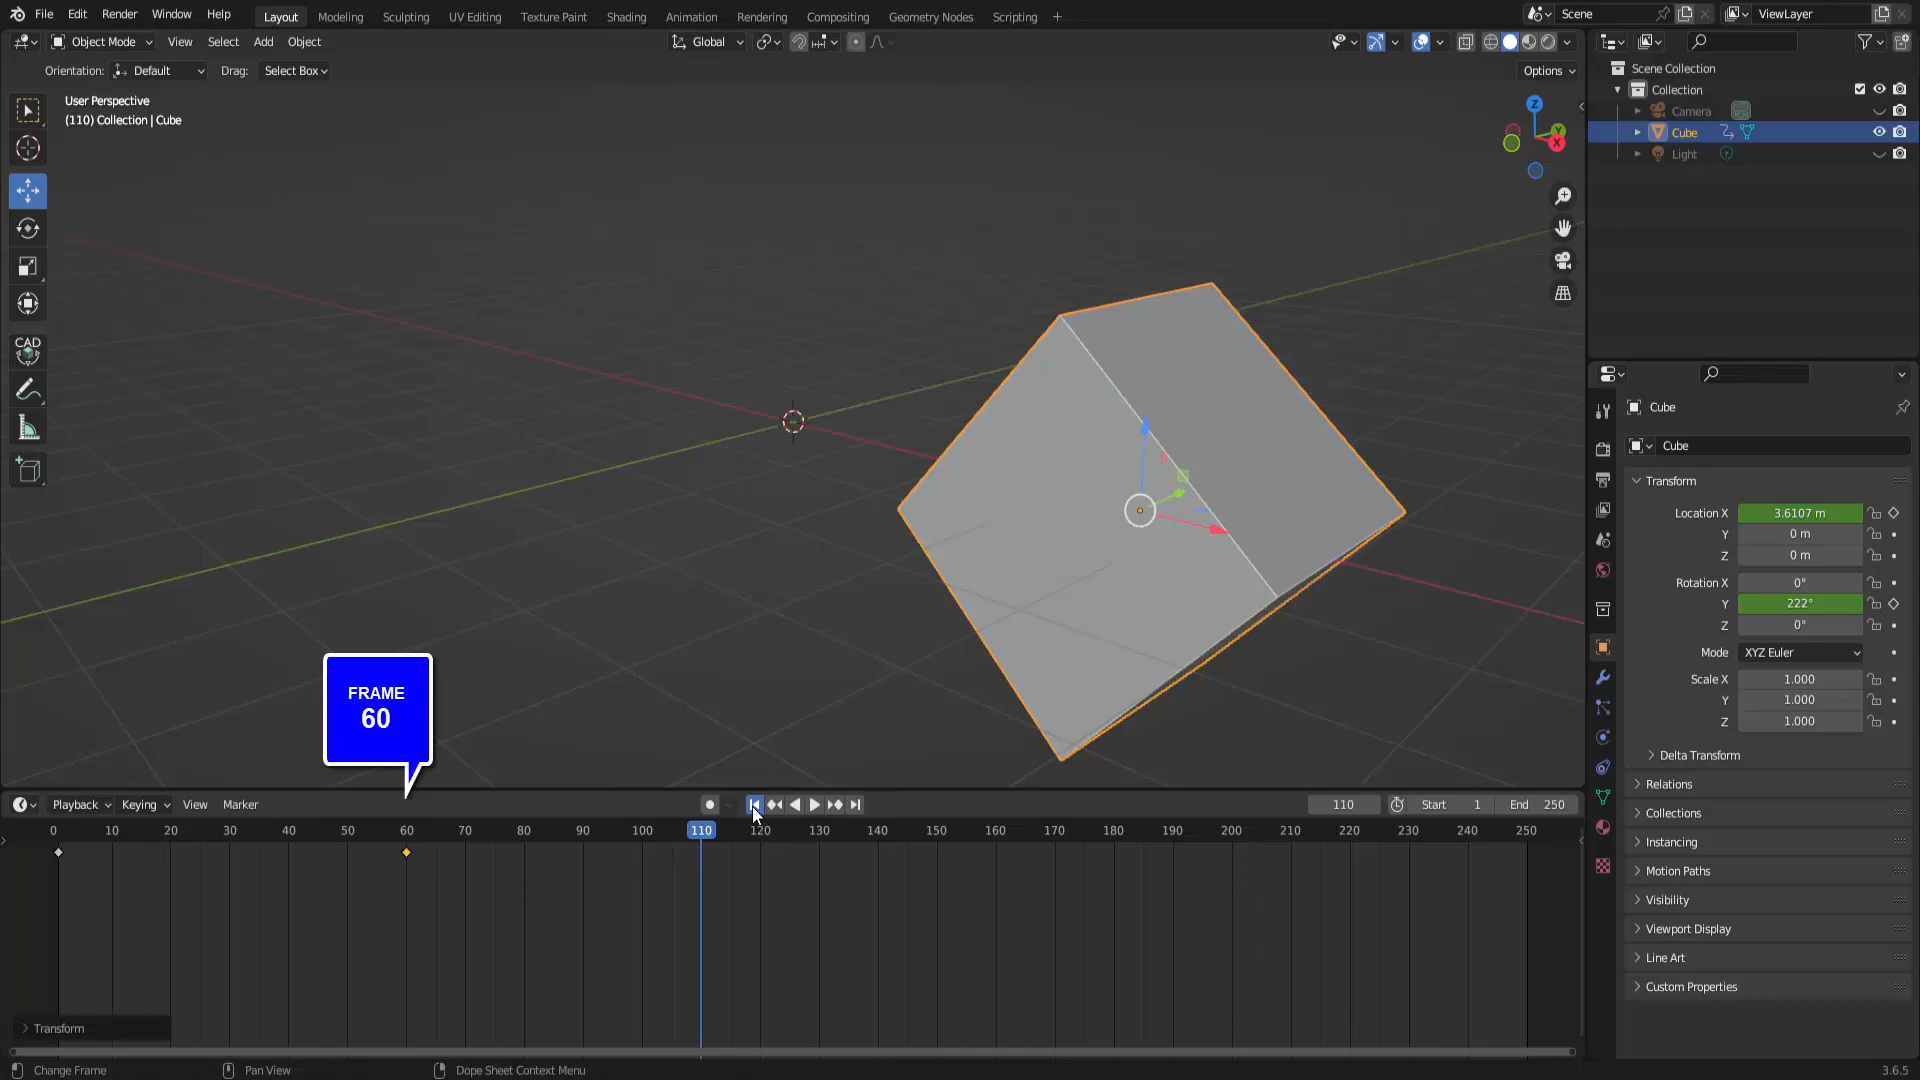 File Edit Render Window Help Layout Modeling Sculpting UV Editing Texture Paint Shading Animation Rendering Compositing Geometry Nodes Scripting + Scene ViewLayer
Object Mode View Select Add Object Global
Orientation: Default Drag: Select Box Options
User Perspective
(110) Collection | Cube
Z
Y
X
CAD
Scene Collection
Collection
Camera
Cube
Light
Cube
Cube
Transform
Location X 3.6107 m
Y 0 m
Z 0 m
Rotation X 0°
Y 222°
Z 0°
Mode XYZ Euler
Scale X 1.000
Y 1.000
Z 1.000
Delta Transform
Relations
Collections
Instancing
Motion Paths
Visibility
Viewport Display
Line Art
Custom Properties
FRAME
60
Playback Keying View Marker 110 Start 1 End 250
0 10 20 30 40 50 60 70 80 90 100 110 120 130 140 150 160 170 180 190 200 210 220 230 240 250
Transform
Change Frame Pan View Dope Sheet Context Menu 3.6.5